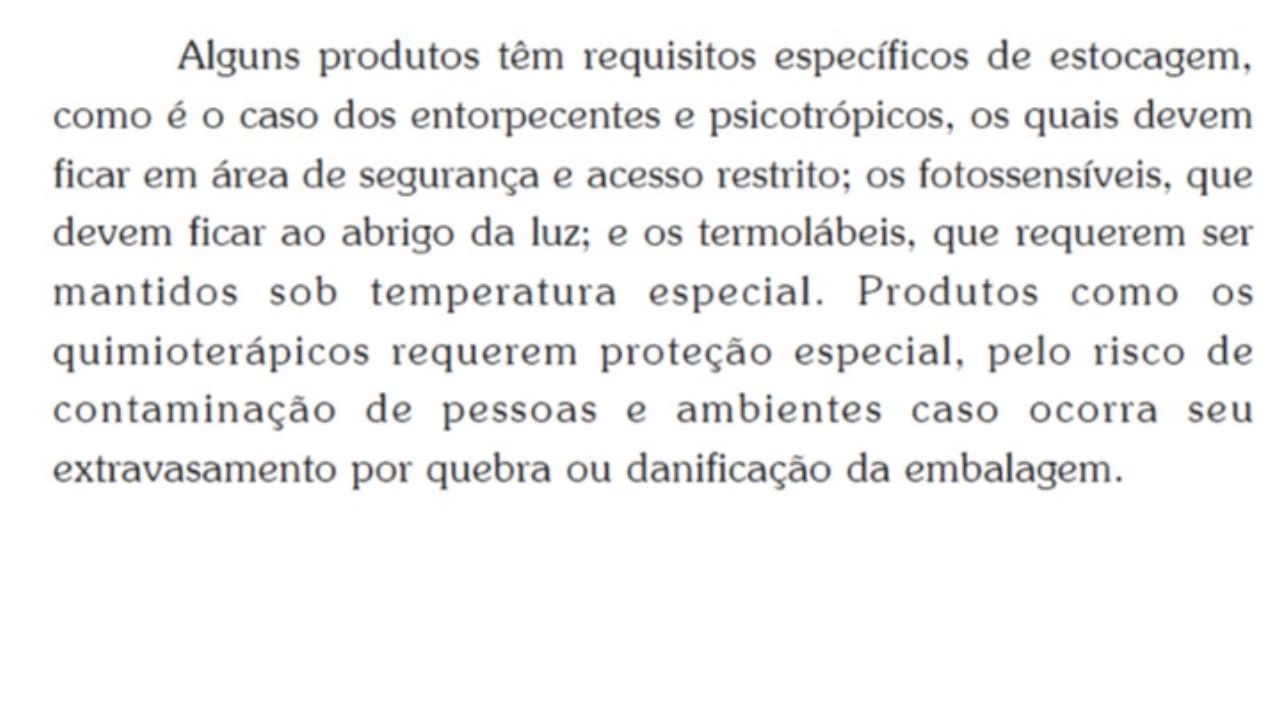 Alguns produtos têm requisitos específicos de estocagem,
como é o caso dos entorpecentes e psicotrópicos, os quais devem
ficar em área de segurança e acesso restrito; os fotossensíveis, que
devem ficar ao abrigo da luz; e os termolábeis, que requerem ser
mantidos sob temperatura especial. Produtos como os
quimioterápicos requerem proteção especial, pelo risco de
contaminação de pessoas e ambientes caso ocorra seu
extravasamento por quebra ou danificação da embalagem.